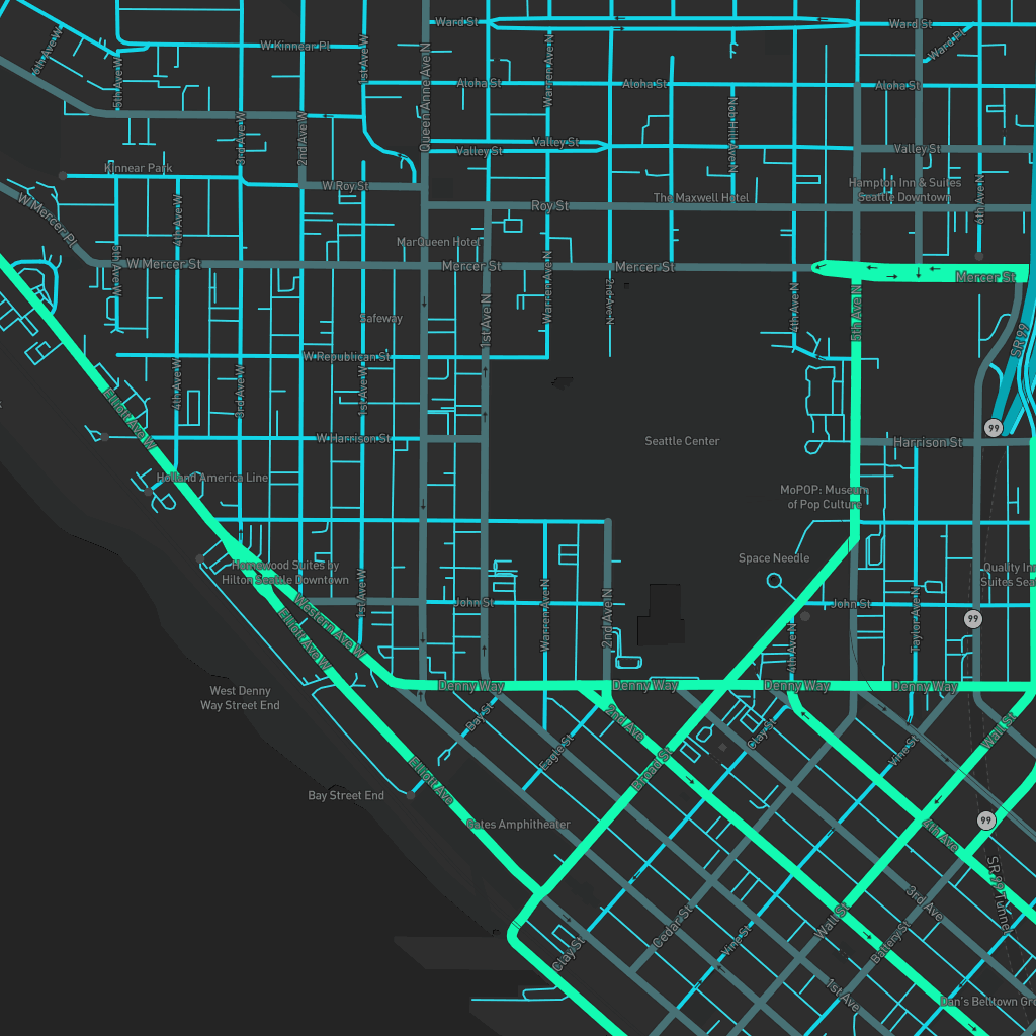 Ward St
Ward St
6th Ave W
W Kinnear Pl
1st Ave W
Queen Anne Ave N
Warren Ave N
Ward Pl
5th Ave W
Aloha St
Aloha St
Aloha St
Nob Hill Ave N
3rd Ave W
2nd Ave W
Valley St
Valley St
Valley St
Kinnear Park
W Roy St
Roy St
The Maxwell Hotel
Hampton Inn & Suites
Seattle Downtown
6th Ave N
W Mercer Pl
4th Ave W
MarQueen Hotel
5th Ave W
W Mercer St
Mercer St
Mercer St
Mercer St
Warren Ave N
2nd Ave N
4th Ave N
5th Ave N
Safeway
1st Ave N
SR 99
W Republican St
4th Ave W
3rd Ave W
1st Ave W
Elliott Ave W
W Harrison St
Seattle Center
Harrison St
99
Holland America Line
MoPOP: Museum
of Pop Culture
Space Needle
Homewood Suites by
Hilton Seattle Downtown
Quality Inn
Suites Sea
1st Ave W
John St
John St
Warren Ave N
2nd Ave N
4th Ave N
Taylor Ave N
99
Western Ave W
Elliott Ave W
Denny Way
Denny Way
Denny Way
Denny Way
West Denny
Way Street End
Bay St
2nd Ave
Clay St
Wall St
Eagle St
Vine St
Broad St
Elliott Ave
Bay Street End
Gates Amphitheater
99
4th Ave
SR 99 Tunnel
3rd Ave
Cedar St
Wall St
Vine St
Battery St
Clay St
1st Ave
Dan's Belltown Gro